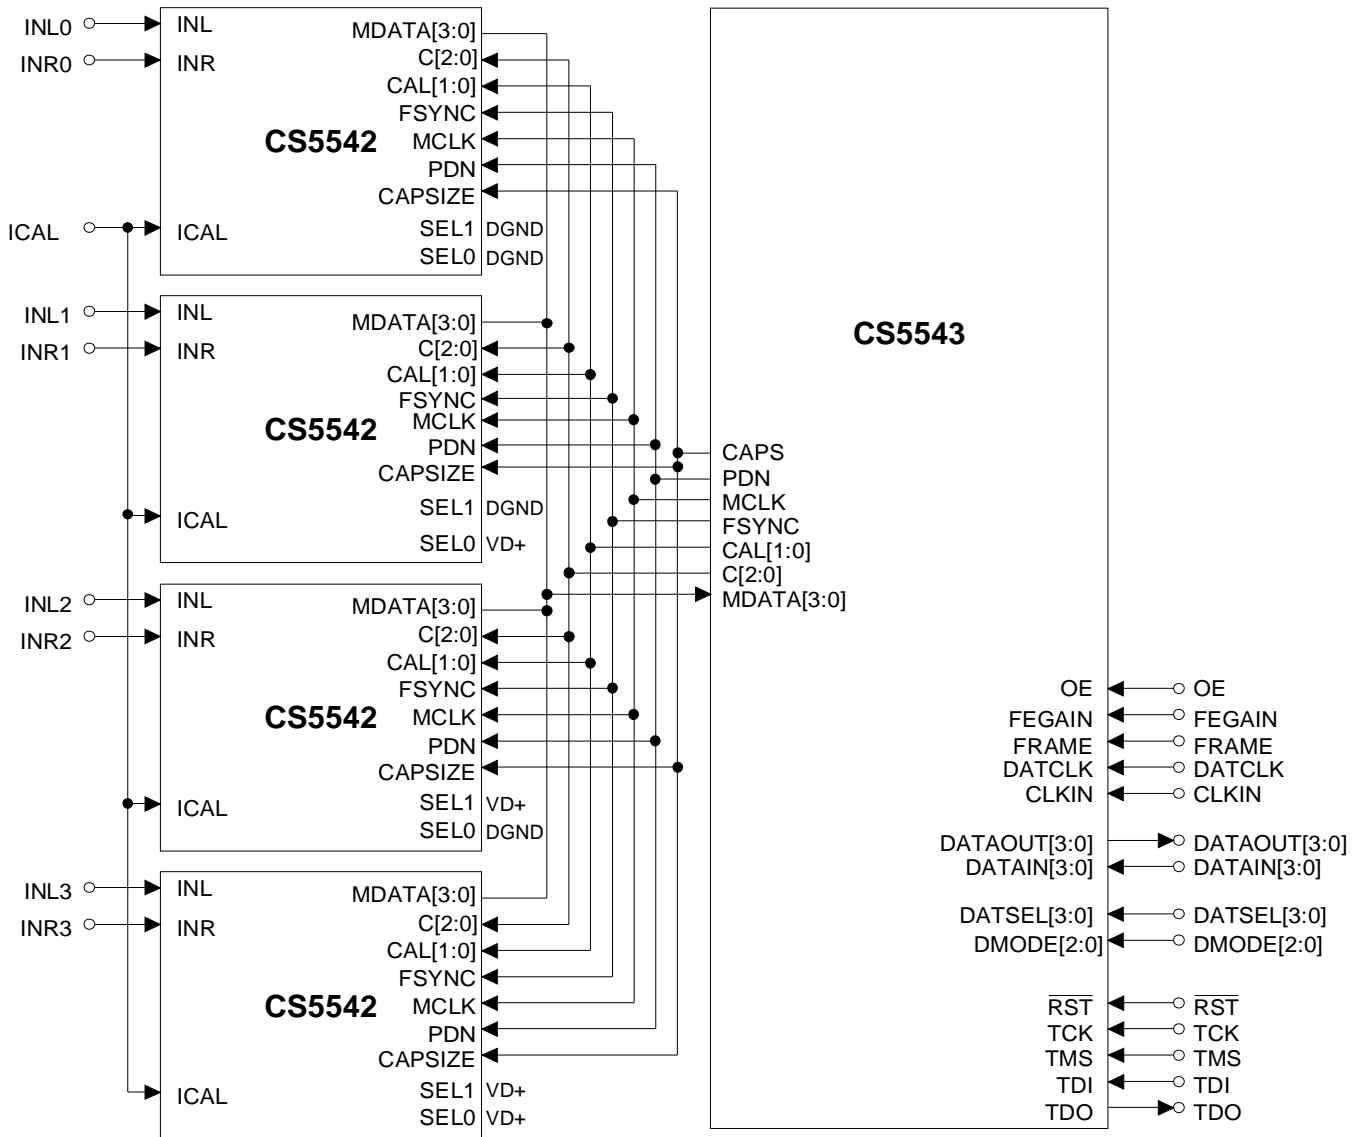 INL0
INR0
ICAL
INL
INR
CS5542
ICAL
MDATA[3:0]
C[2:0]
CAL[1:0]
FSYNC
MCLK
PDN
CAPSIZE
SEL1 DGND
SEL0 DGND
INL1
INR1
INL
INR
CS5542
ICAL
MDATA[3:0]
C[2:0]
CAL[1:0]
FSYNC
MCLK
PDN
CAPSIZE
SEL1 DGND
SEL0 VD+
INL2
INR2
INL
INR
CS5542
ICAL
MDATA[3:0]
C[2:0]
CAL[1:0]
FSYNC
MCLK
PDN
CAPSIZE
SEL1 VD+
SEL0 DGND
INL3
INR3
INL
INR
CS5542
ICAL
MDATA[3:0]
C[2:0]
CAL[1:0]
FSYNC
MCLK
PDN
CAPSIZE
SEL1 VD+
SEL0 VD+
CS5543
CAPS
PDN
MCLK
FSYNC
CAL[1:0]
C[2:0]
MDATA[3:0]
OE OE
FEGAIN FEGAIN
FRAME FRAME
DATCLK DATCLK
CLKIN CLKIN
DATAOUT[3:0] DATAOUT[3:0]
DATAIN[3:0] DATAIN[3:0]
DATSEL[3:0] DATSEL[3:0]
DMODE[2:0] DMODE[2:0]
RST RST
TCK TCK
TMS TMS
TDI TDI
TDO TDO